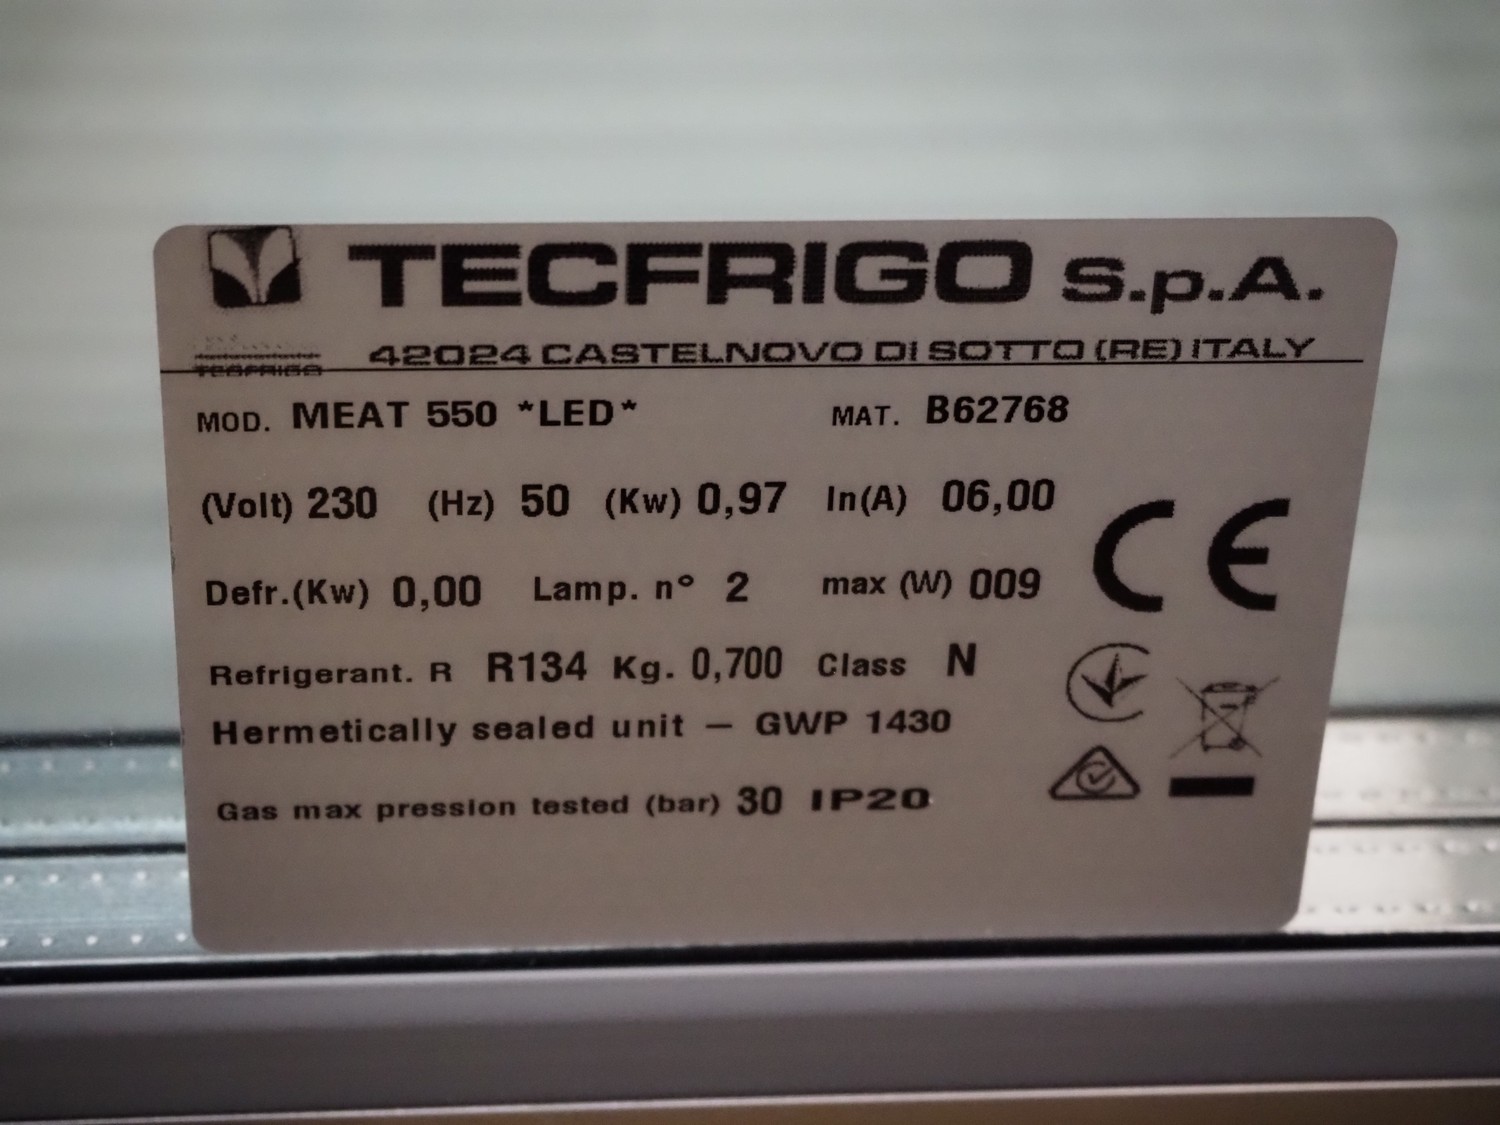 TECFRIGO S.p.A.
TECFRIGO
42024 CASTELNOVO DI SOTTO (RE) ITALY
MOD. MEAT 550 *LED* MAT. B62768
(Volt) 230 (Hz) 50 (Kw) 0,97 In(A) 06,00
CE
Defr.(Kw) 0,00 Lamp. n° 2 max (W) 009
Refrigerant. R R134 Kg. 0,700 Class N
Hermetically sealed unit – GWP 1430
Gas max pression tested (bar) 30 IP20